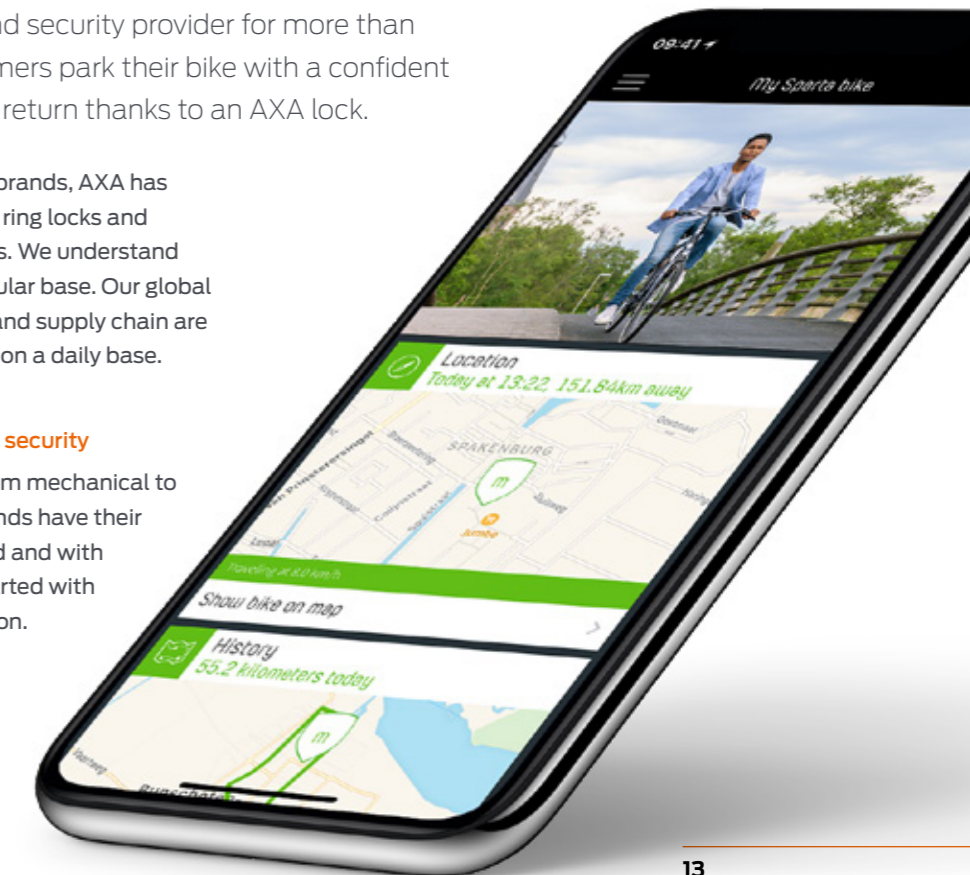 nd security provider for more than
mers park their bike with a confident
return thanks to an AXA lock.
brands, AXA has
ring locks and
s. We understand
ular base. Our global
and supply chain are
on a daily base.
security
m mechanical to
nds have their
d and with
rted with
on.
09:41
My Sparta bike
Location
Today at 13:22, 151.84km away
SPAKENBURG
m
Jumbo
Traveling at 8.0 km/h
Show bike on map
History
55.2 kilometers today
m
13